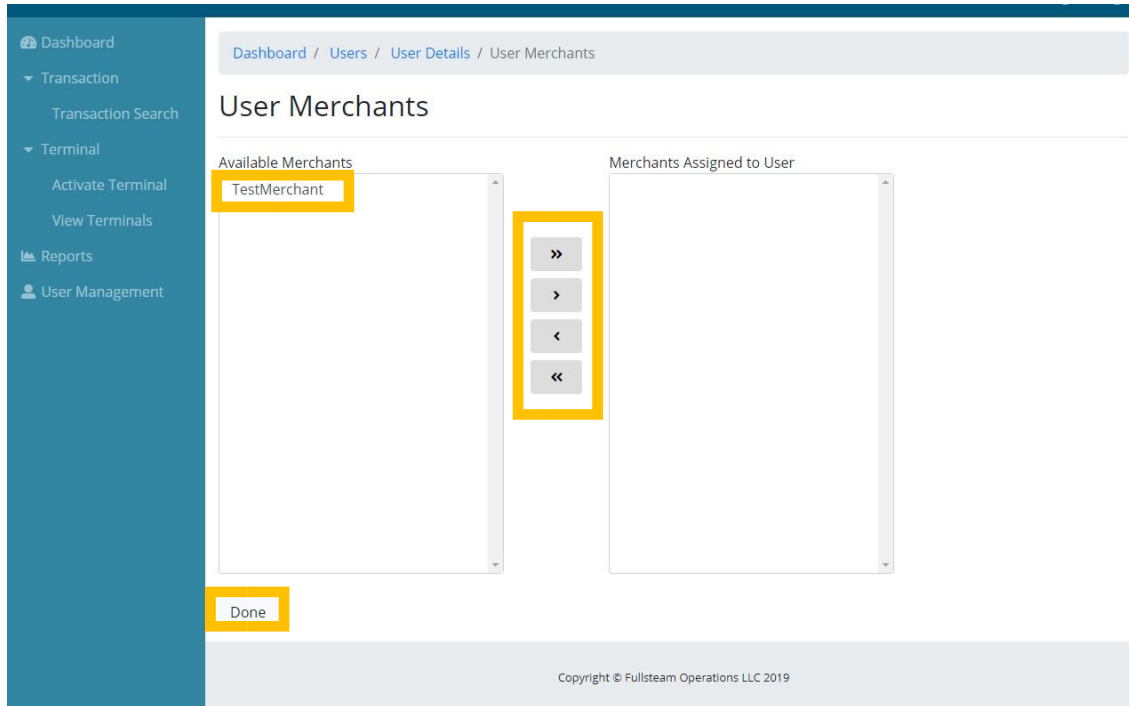 Dashboard
Transaction
Transaction Search
Terminal
Activate Terminal
View Terminals
Reports
User Management
Dashboard / Users / User Details / User Merchants
User Merchants
Available Merchants
TestMerchant
»
›
‹
«
Merchants Assigned to User
Done
Copyright © Fullsteam Operations LLC 2019